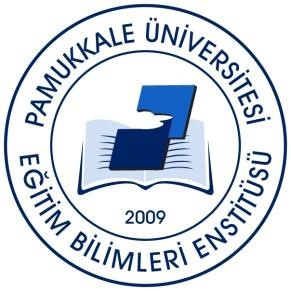 PAMUKKALE ÜNİVERSİTESİ
EĞİTİM BİLİMLERİ ENSTİTÜSÜ
2009